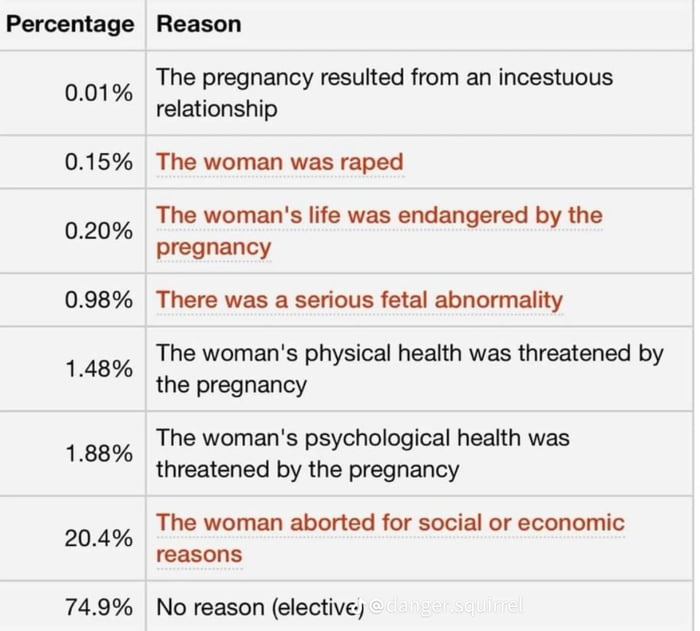 Percentage Reason
0.01% The pregnancy resulted from an incestuous
relationship
0.15% The woman was raped
0.20% The woman's life was endangered by the
pregnancy
0.98% There was a serious fetal abnormality
1.48% The woman's physical health was threatened by
the pregnancy
1.88% The woman's psychological health was
threatened by the pregnancy
20.4% The woman aborted for social or economic
reasons
74.9% No reason (elective)
@danger.squirrel